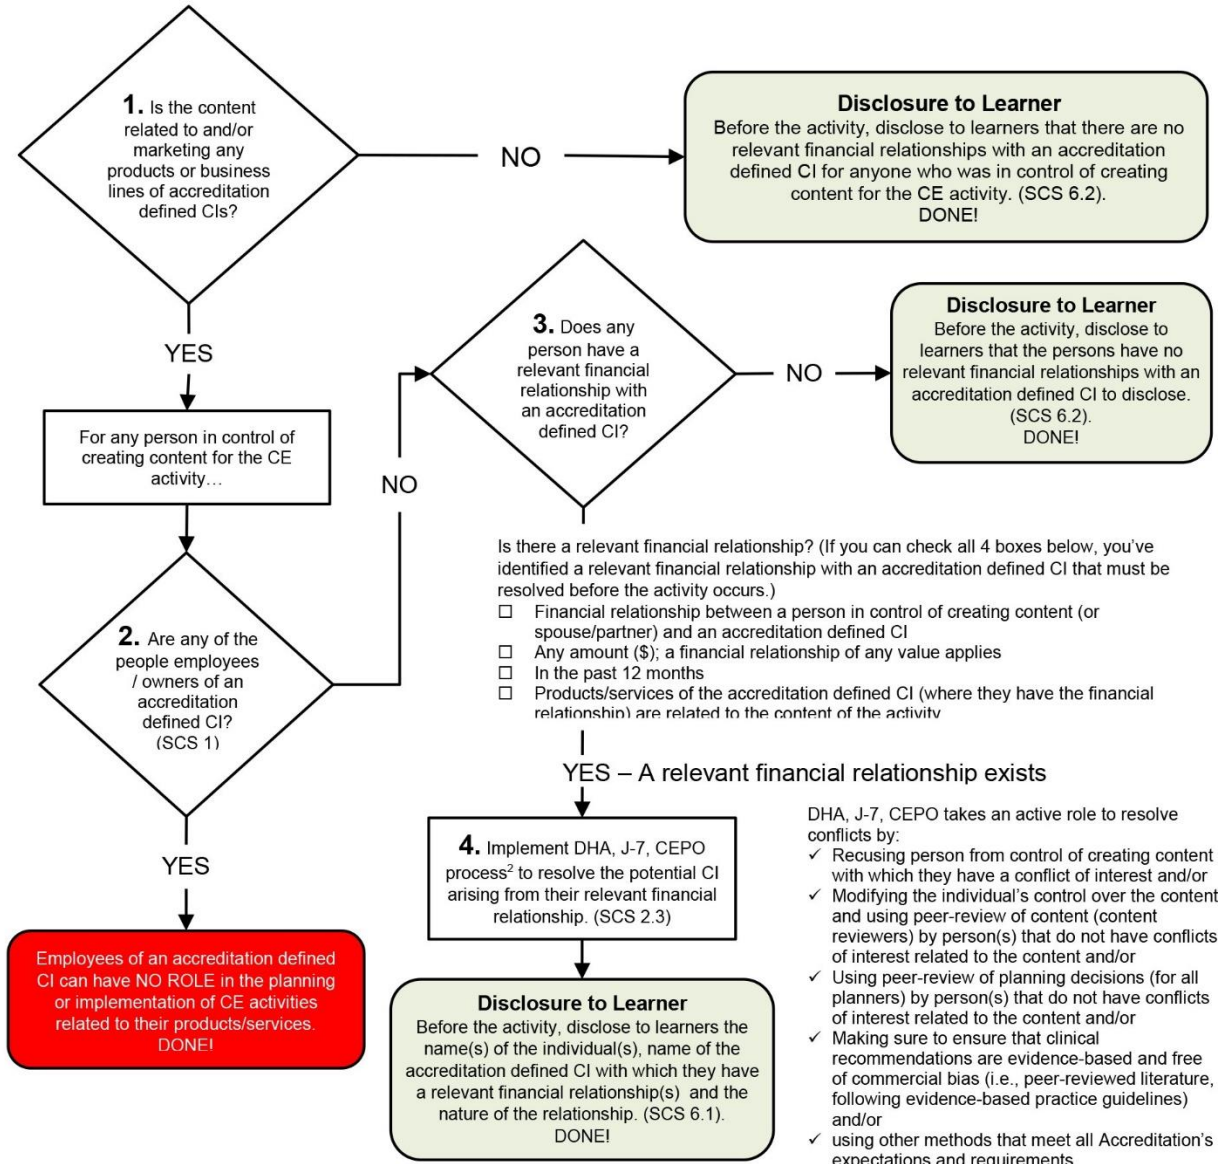 1. Is the content
related to and/or
marketing any
products or business
lines of accreditation
defined CIs?
NO
Disclosure to Learner
Before the activity, disclose to learners that there are no
relevant financial relationships with an accreditation
defined CI for anyone who was in control of creating
content for the CE activity. (SCS 6.2).
DONE!
YES
For any person in control of
creating content for the CE
activity…
2. Are any of the
people employees
/ owners of an
accreditation
defined CI?
(SCS 1)
NO
YES
Employees of an accreditation defined
CI can have NO ROLE in the planning
or implementation of CE activities
related to their products/services.
DONE!
3. Does any
person have a
relevant financial
relationship with
an accreditation
defined CI?
NO
Disclosure to Learner
Before the activity, disclose to
learners that the persons have no
relevant financial relationships with an
accreditation defined CI to disclose.
(SCS 6.2).
DONE!
Is there a relevant financial relationship? (If you can check all 4 boxes below, you’ve
identified a relevant financial relationship with an accreditation defined CI that must be
resolved before the activity occurs.)
☐ Financial relationship between a person in control of creating content (or
spouse/partner) and an accreditation defined CI
☐ Any amount ($); a financial relationship of any value applies
☐ In the past 12 months
☐ Products/services of the accreditation defined CI (where they have the financial
relationship) are related to the content of the activity
YES – A relevant financial relationship exists
4. Implement DHA, J-7, CEPO
process² to resolve the potential CI
arising from their relevant financial
relationship. (SCS 2.3)
Disclosure to Learner
Before the activity, disclose to learners the
name(s) of the individual(s), name of the
accreditation defined CI with which they have
a relevant financial relationship(s) and the
nature of the relationship. (SCS 6.1).
DONE!
DHA, J-7, CEPO takes an active role to resolve
conflicts by:
✓ Recusing person from control of creating content
with which they have a conflict of interest and/or
✓ Modifying the individual’s control over the content
and using peer-review of content (content
reviewers) by person(s) that do not have conflicts
of interest related to the content and/or
✓ Using peer-review of planning decisions (for all
planners) by person(s) that do not have conflicts
of interest related to the content and/or
✓ Making sure to ensure that clinical
recommendations are evidence-based and free
of commercial bias (i.e., peer-reviewed literature,
following evidence-based practice guidelines)
and/or
✓ using other methods that meet all Accreditation’s
expectations and requirements